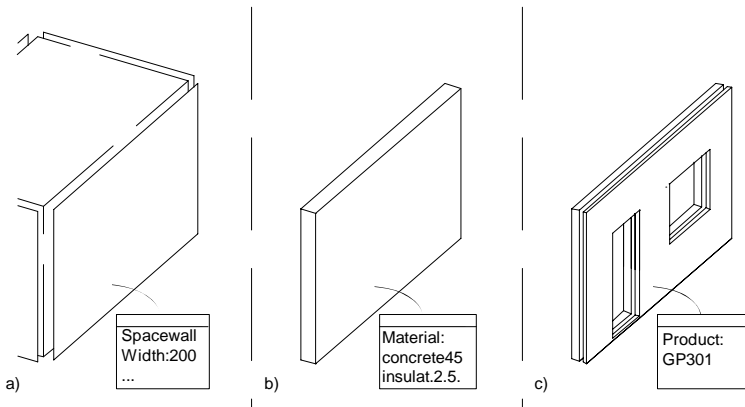 Spacewall
Width:200
...
a)
Material:
concrete45
insulat.2.5.
b)
Product:
GP301
c)